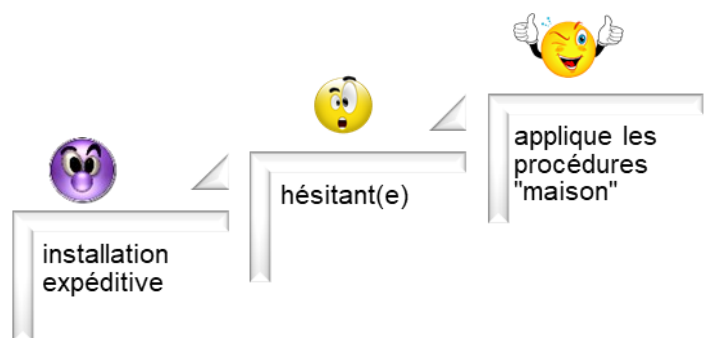 installation
expéditive
hésitant(e)
applique les
procédures
"maison"